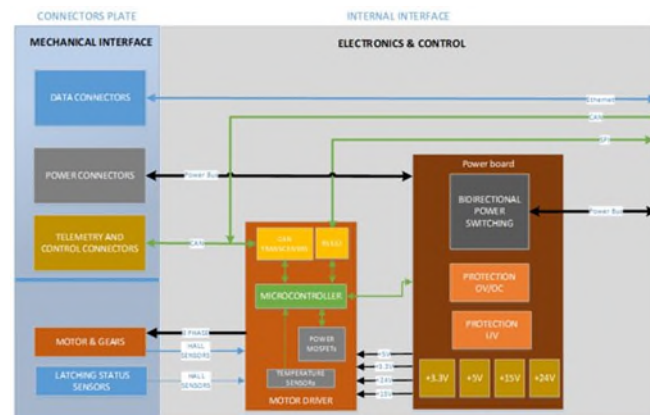 CONNECTORS PLATE
INTERNAL INTERFACE
MECHANICAL INTERFACE
ELECTRONICS & CONTROL
DATA CONNECTORS
Ethernet
CAN
SPI
POWER CONNECTORS
Power Bus
Power board
BIDIRECTIONAL
POWER
SWITCHING
Power Bus
TELEMETRY AND
CONTROL CONNECTORS
CAN
CAN
TRANSCEIVER
MICROCONTROLLER
PROTECTION
OV/OC
PROTECTION
MOTOR & GEARS
3 PHASE
HALL
SENSORS
POWER
MOSFETs
LATCHING STATUS
SENSORS
HALL
SENSORS
TEMPERATURE
SENSORs
MOTOR DRIVER
+5V
+3.3V
+24V
+15V
+3.3V
+5V
+15V
+24V